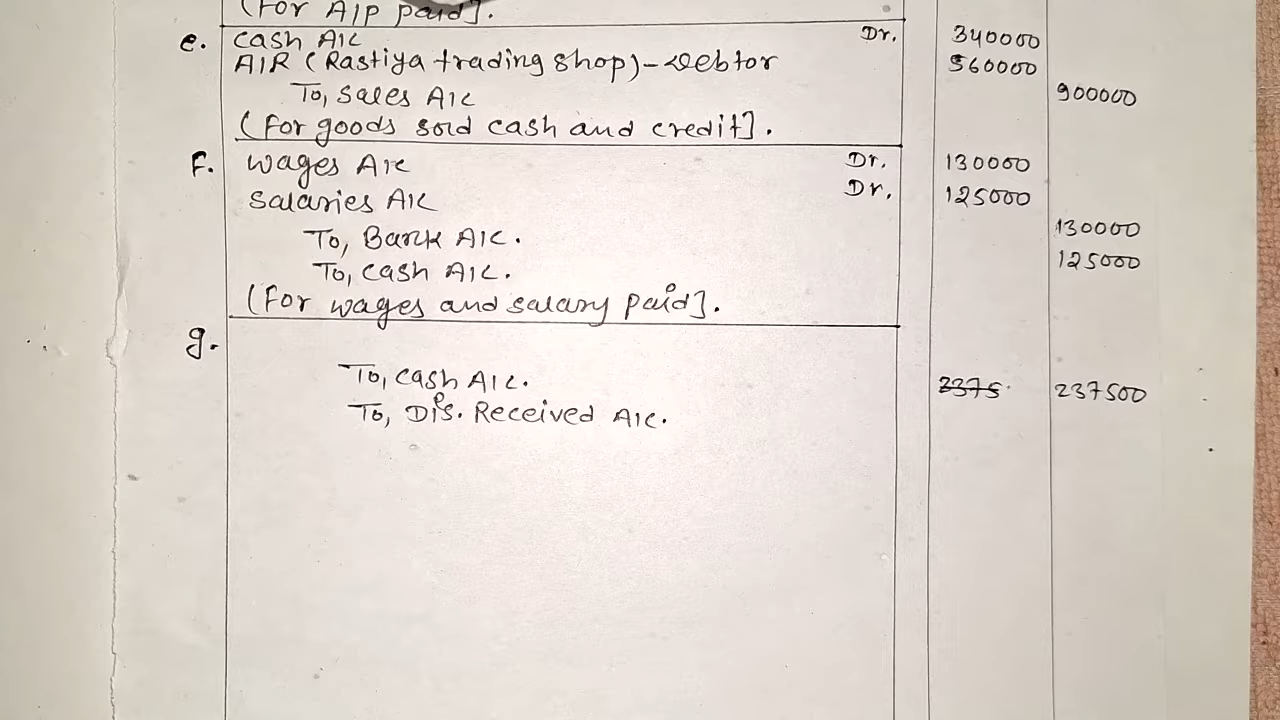 (For A/P paid].
e. Cash A/c Dr. 340000
A/R (Rastiya trading shop)-Debtor 560000
To, Sales A/c 900000
(For goods sold cash and credit].
F. Wages A/c Dr. 130000
Salaries A/c Dr. 125000
To, Bank A/c. 130000
To, Cash A/c. 125000
(For wages and salary paid].
g.
To, Cash A/c. 2375 237500
To, Dis. Received A/c.